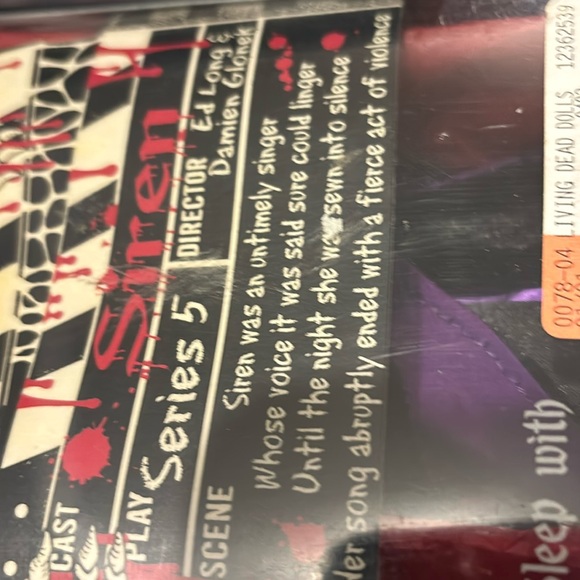 CAST
Siren
PLAY
Series 5
DIRECTOR Ed Long &
Damien Glonek
SCENE
Siren was an untimely singer
Whose voice it was said sure could linger
Until the night she was sewn into silence
Her song abruptly ended with a fierce act of violence
0078-04 LIVING DEAD DOLLS 12362539
with